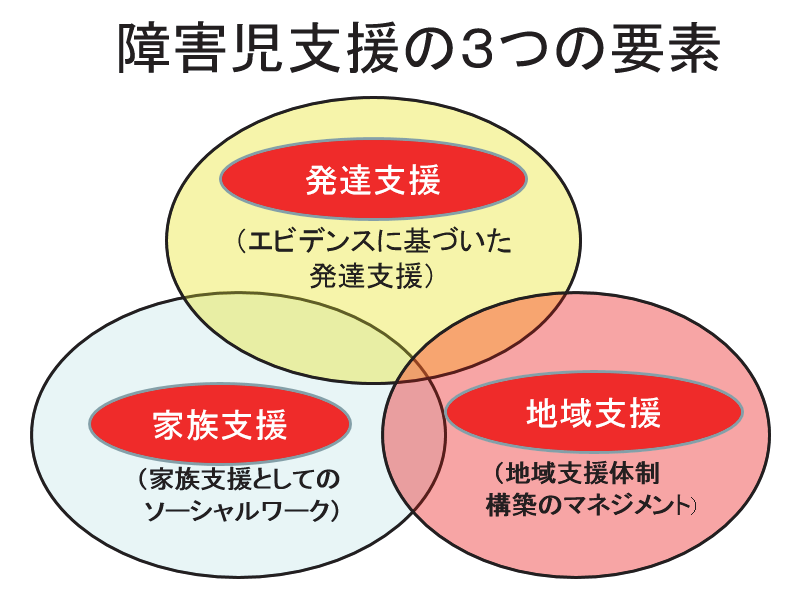 障害児支援の３つの要素
発達支援
（エビデンスに基づいた
発達支援）
家族支援
（家族支援としての
ソーシャルワーク）
地域支援
（地域支援体制
構築のマネジメント）